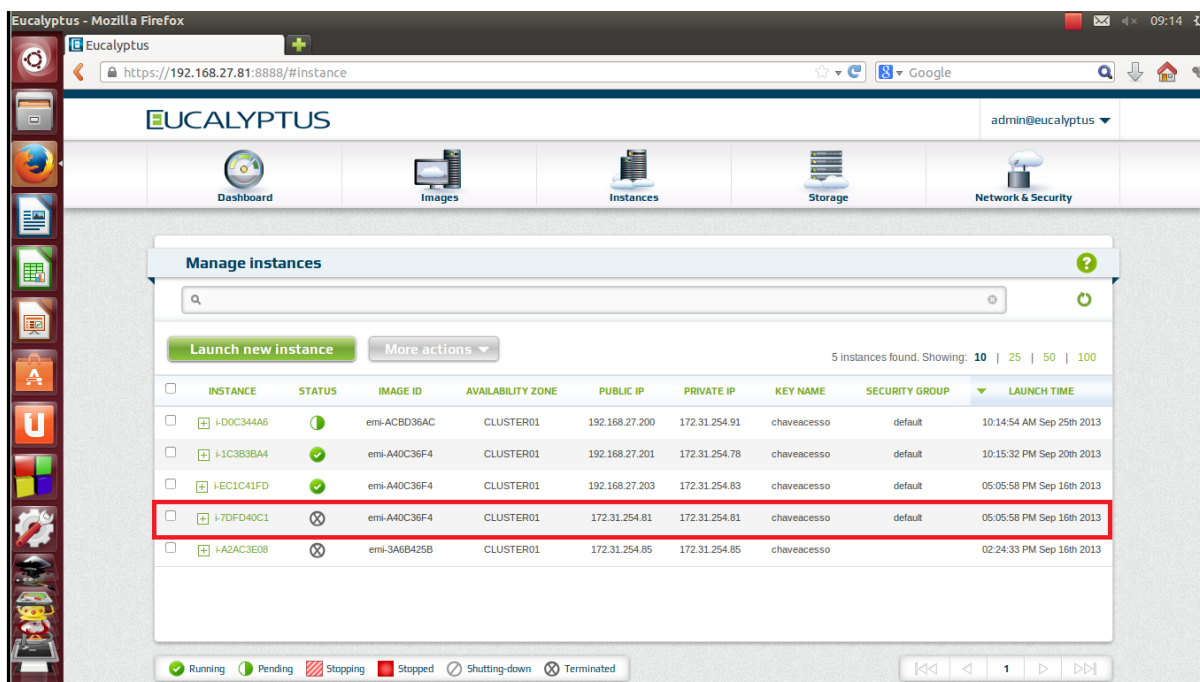 Eucalyptus - Mozilla Firefox
09:14
Eucalyptus
https://192.168.27.81:8888/#instance
Google
EUCALYPTUS
admin@eucalyptus
Dashboard
Images
Instances
Storage
Network & Security
Manage instances
Launch new instance
More actions
5 instances found. Showing: 10 | 25 | 50 | 100
INSTANCE STATUS IMAGE ID AVAILABILITY ZONE PUBLIC IP PRIVATE IP KEY NAME SECURITY GROUP LAUNCH TIME
i-D0C344A6 emi-ACBD36AC CLUSTER01 192.168.27.200 172.31.254.91 chaveacesso default 10:14:54 AM Sep 25th 2013
i-1C3B3BA4 emi-A40C36F4 CLUSTER01 192.168.27.201 172.31.254.78 chaveacesso default 10:15:32 PM Sep 20th 2013
i-EC1C41FD emi-A40C36F4 CLUSTER01 192.168.27.203 172.31.254.83 chaveacesso default 05:05:58 PM Sep 16th 2013
i-7DFD40C1 emi-A40C36F4 CLUSTER01 172.31.254.81 172.31.254.81 chaveacesso default 05:05:58 PM Sep 16th 2013
i-A2AC3E08 emi-3A6B425B CLUSTER01 172.31.254.85 172.31.254.85 chaveacesso 02:24:33 PM Sep 16th 2013
Running Pending Stopping Stopped Shutting-down Terminated
1